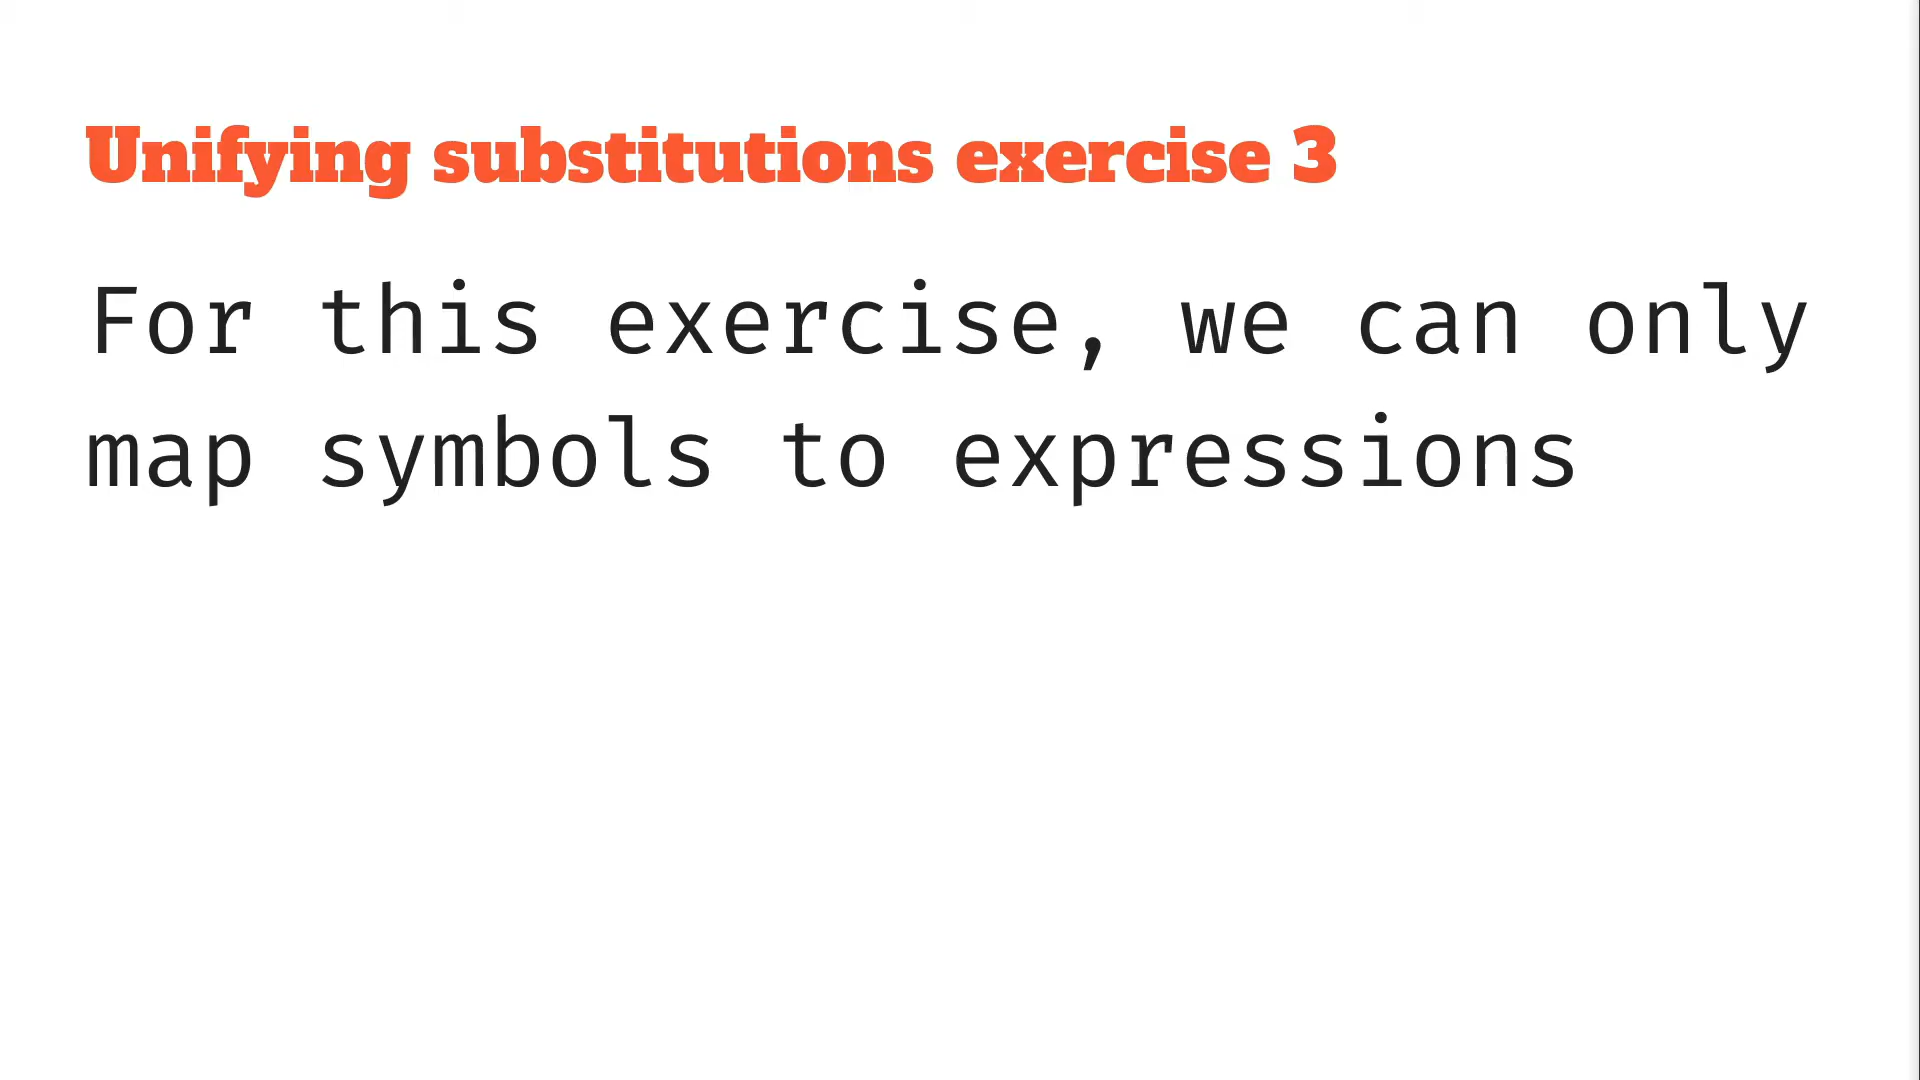 Unifying substitutions exercise 3
For this exercise, we can only
map symbols to expressions